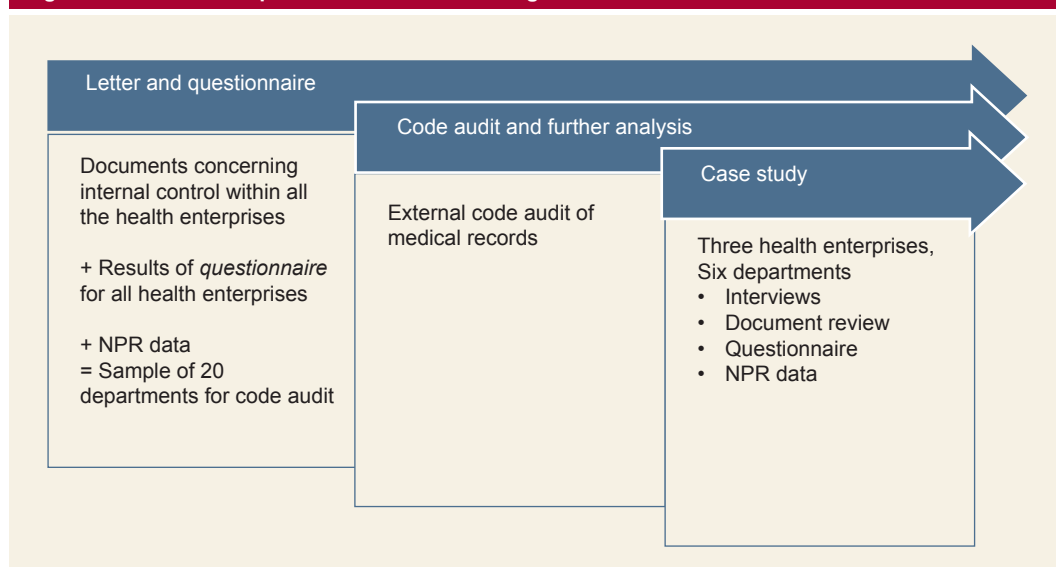 Letter and questionnaire
Documents concerning
internal control within all
the health enterprises
+ Results of questionnaire
for all health enterprises
+ NPR data
= Sample of 20
departments for code audit
Code audit and further analysis
External code audit of
medical records
Case study
Three health enterprises,
Six departments
• Interviews
• Document review
• Questionnaire
• NPR data